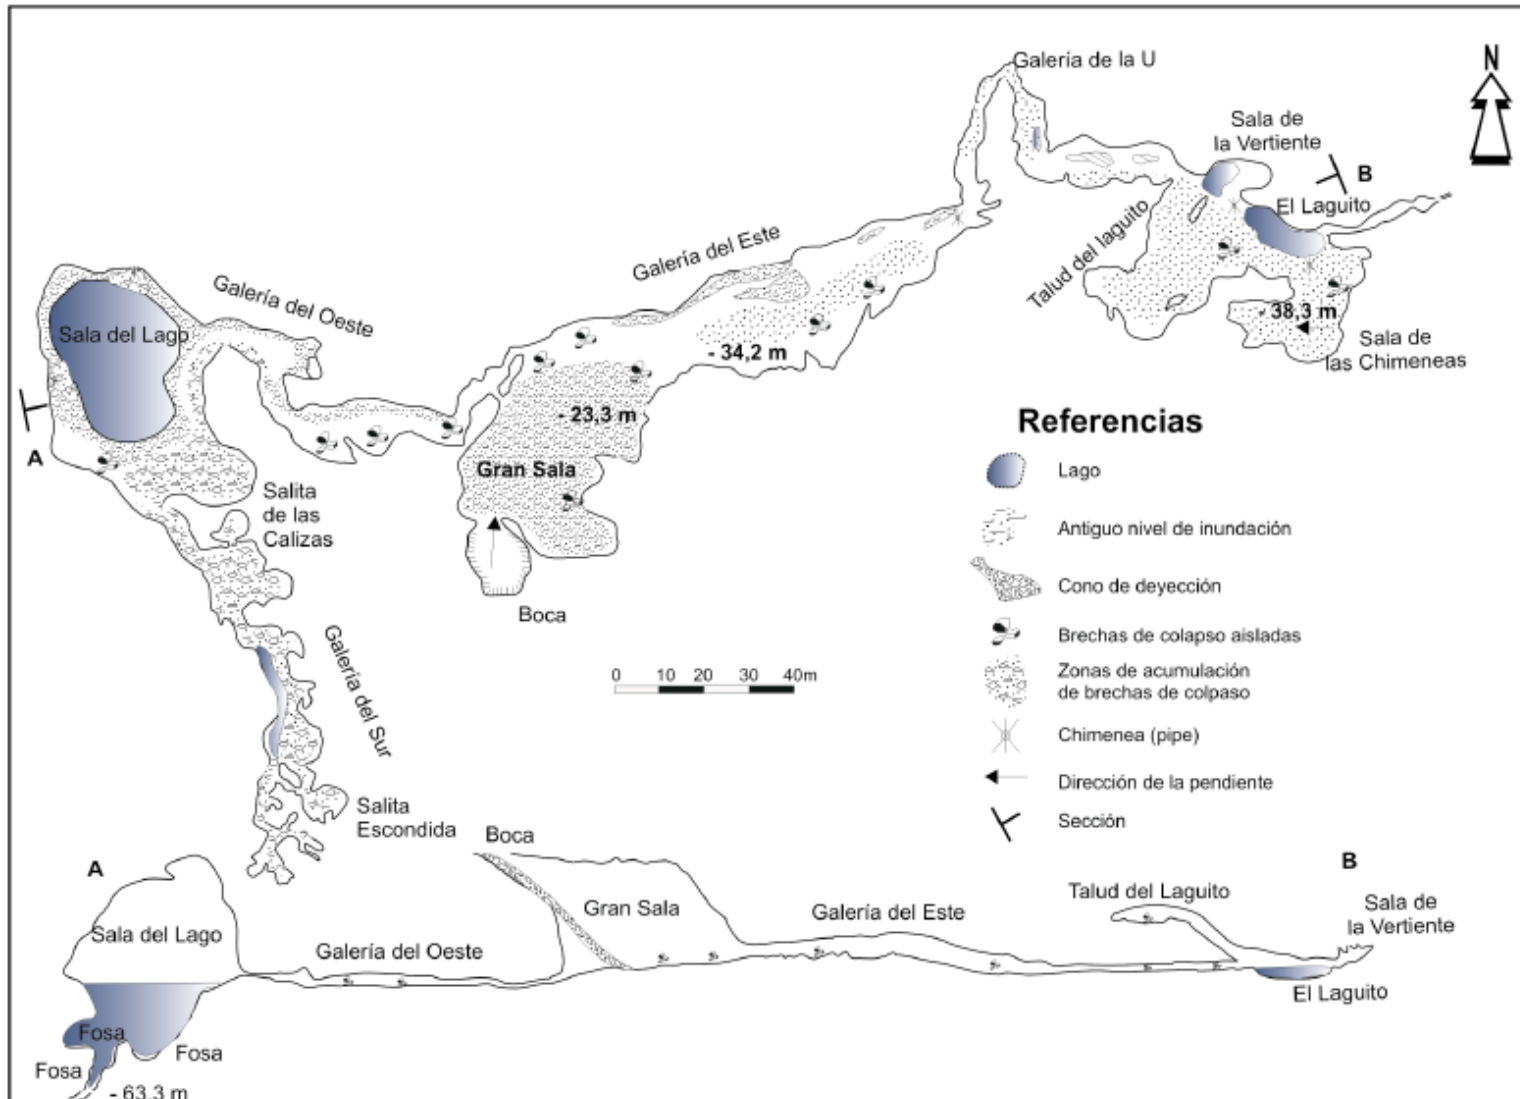 Galería de la U
N
Sala de
la Vertiente
B
El Laguito
Talud del laguito
Galería del Este
Galería del Oeste
Sala del Lago
- 38,3 m
- 34,2 m
Sala de
las Chimeneas
- 23,3 m
A
Gran Sala
Salita
de las
Calizas
Boca
Galería del Sur
Salita
Escondida
0 10 20 40m
Referencias
Lago
Antiguo nivel de inundación
Cono de deyección
Brechas de colapso aisladas
Zonas de acumulación
de brechas de colpaso
Chimenea (pipe)
Dirección de la pendiente
Sección
A
Boca
B
Talud del Laguito
Sala de
la Vertiente
Gran Sala
Galería del Este
Sala del Lago
Galería del Oeste
El Laguito
Fosa
Fosa
Fosa
- 63,3 m